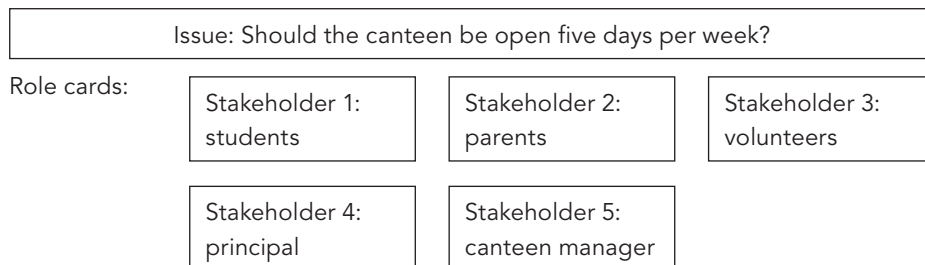 Issue: Should the canteen be open five days per week?
Role cards:
Stakeholder 1:
students
Stakeholder 2:
parents
Stakeholder 3:
volunteers
Stakeholder 4:
principal
Stakeholder 5:
canteen manager